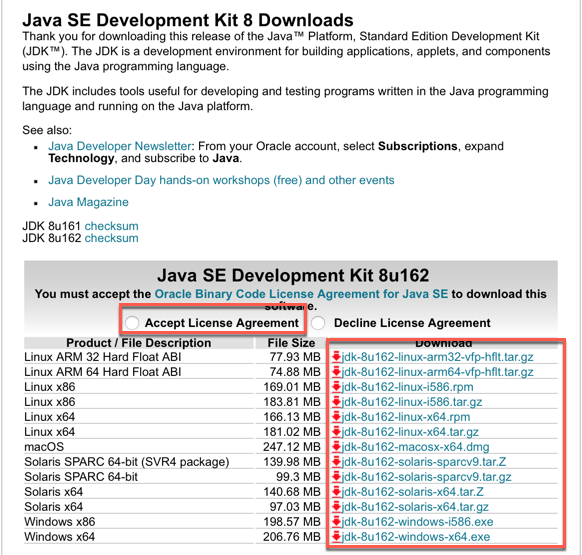 Java SE Development Kit 8 Downloads
Thank you for downloading this release of the Java™ Platform, Standard Edition Development Kit
(JDK™). The JDK is a development environment for building applications, applets, and components
using the Java programming language.
The JDK includes tools useful for developing and testing programs written in the Java programming
language and running on the Java platform.
See also:
▪ Java Developer Newsletter: From your Oracle account, select Subscriptions, expand
Technology, and subscribe to Java.
▪ Java Developer Day hands-on workshops (free) and other events
▪ Java Magazine
JDK 8u161 checksum
JDK 8u162 checksum
Java SE Development Kit 8u162
You must accept the Oracle Binary Code License Agreement for Java SE to download this
software.
Accept License Agreement Decline License Agreement
Product / File Description File Size Download
Linux ARM 32 Hard Float ABI 77.93 MB jdk-8u162-linux-arm32-vfp-hflt.tar.gz
Linux ARM 64 Hard Float ABI 74.88 MB jdk-8u162-linux-arm64-vfp-hflt.tar.gz
Linux x86 169.01 MB jdk-8u162-linux-i586.rpm
Linux x86 183.81 MB jdk-8u162-linux-i586.tar.gz
Linux x64 166.13 MB jdk-8u162-linux-x64.rpm
Linux x64 181.02 MB jdk-8u162-linux-x64.tar.gz
macOS 247.12 MB jdk-8u162-macosx-x64.dmg
Solaris SPARC 64-bit (SVR4 package) 139.98 MB jdk-8u162-solaris-sparcv9.tar.Z
Solaris SPARC 64-bit 99.3 MB jdk-8u162-solaris-sparcv9.tar.gz
Solaris x64 140.68 MB jdk-8u162-solaris-x64.tar.Z
Solaris x64 97.03 MB jdk-8u162-solaris-x64.tar.gz
Windows x86 198.57 MB jdk-8u162-windows-i586.exe
Windows x64 206.76 MB jdk-8u162-windows-x64.exe